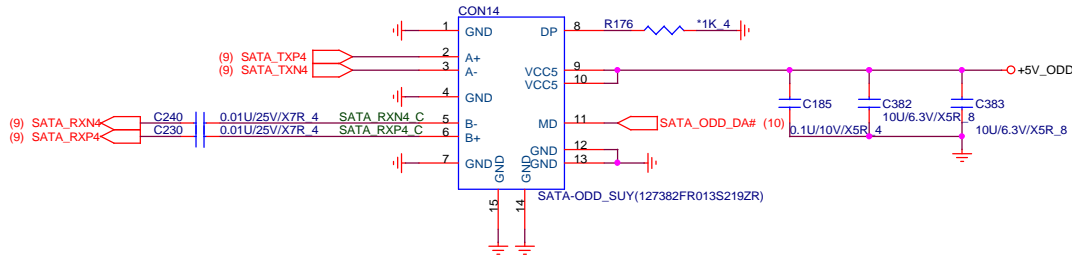 CON14
1 GND
2 A+
3 A-
4 GND
5 B-
6 B+
7 GND
GND 15
GND 14
DP 8
VCC5 9
VCC5 10
MD 11
GND 12
GND 13
(9) SATA_TXP4
(9) SATA_TXN4
(9) SATA_RXN4 C240 0.01U/25V/X7R_4 SATA_RXN4_C
(9) SATA_RXP4 C230 0.01U/25V/X7R_4 SATA_RXP4_C
R176 *1K_4
+5V_ODD
C185
0.1U/10V/X5R_4
C382
10U/6.3V/X5R_8
C383
10U/6.3V/X5R_8
SATA_ODD_DA# (10)
SATA-ODD_SUY(127382FR013S219ZR)